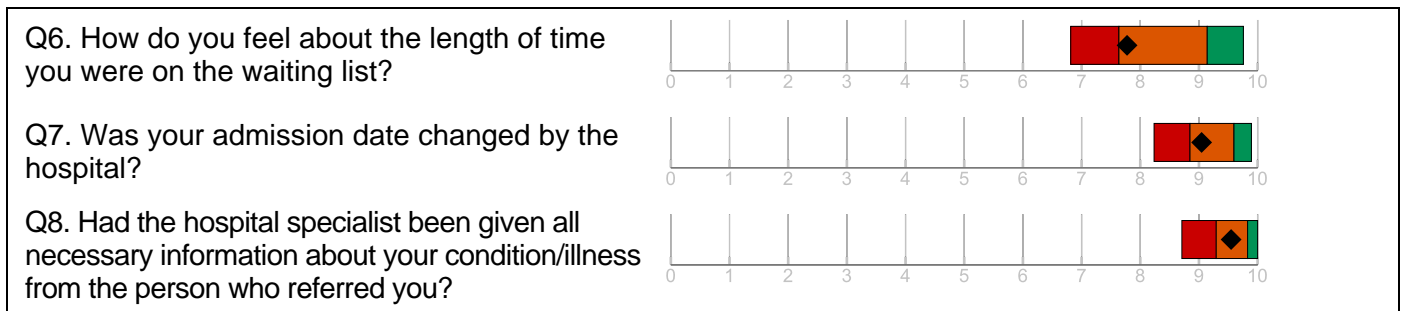 Q6. How do you feel about the length of time
you were on the waiting list?
0 1 2 3 4 5 6 7 8 9 10
Q7. Was your admission date changed by the
hospital?
0 1 2 3 4 5 6 7 8 9 10
Q8. Had the hospital specialist been given all
necessary information about your condition/illness
from the person who referred you?
0 1 2 3 4 5 6 7 8 9 10